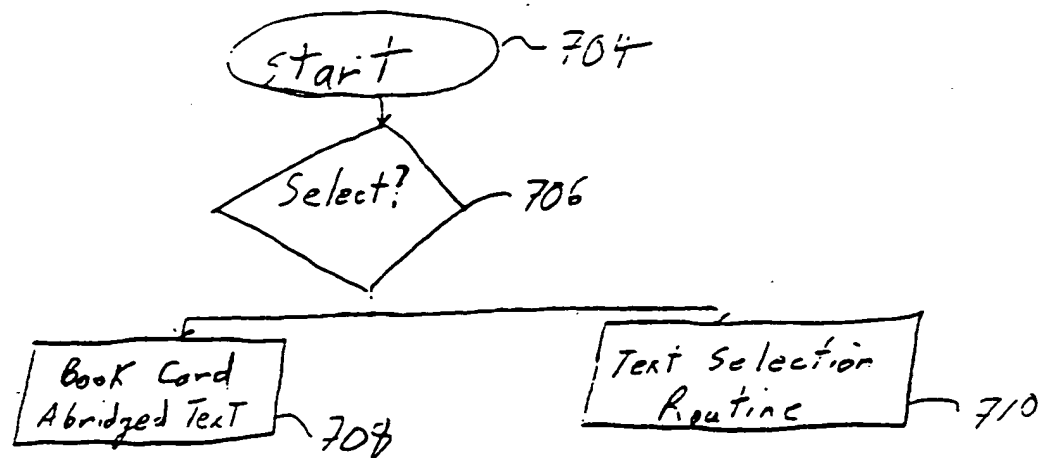 Start 704
Select? 706
Book Card
Abridged Text 708
Text Selection
Routine 710